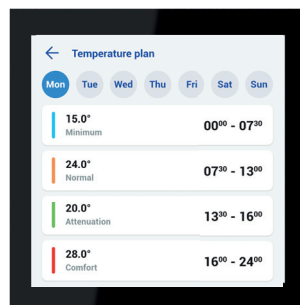 ← Temperature plan
Mon Tue Wed Thu Fri Sat Sun
15.0° 00⁰⁰ - 07³⁰
Minimum
24.0° 07³⁰ - 13⁰⁰
Normal
20.0° 13³⁰ - 16⁰⁰
Attenuation
28.0° 16⁰⁰ - 24⁰⁰
Comfort